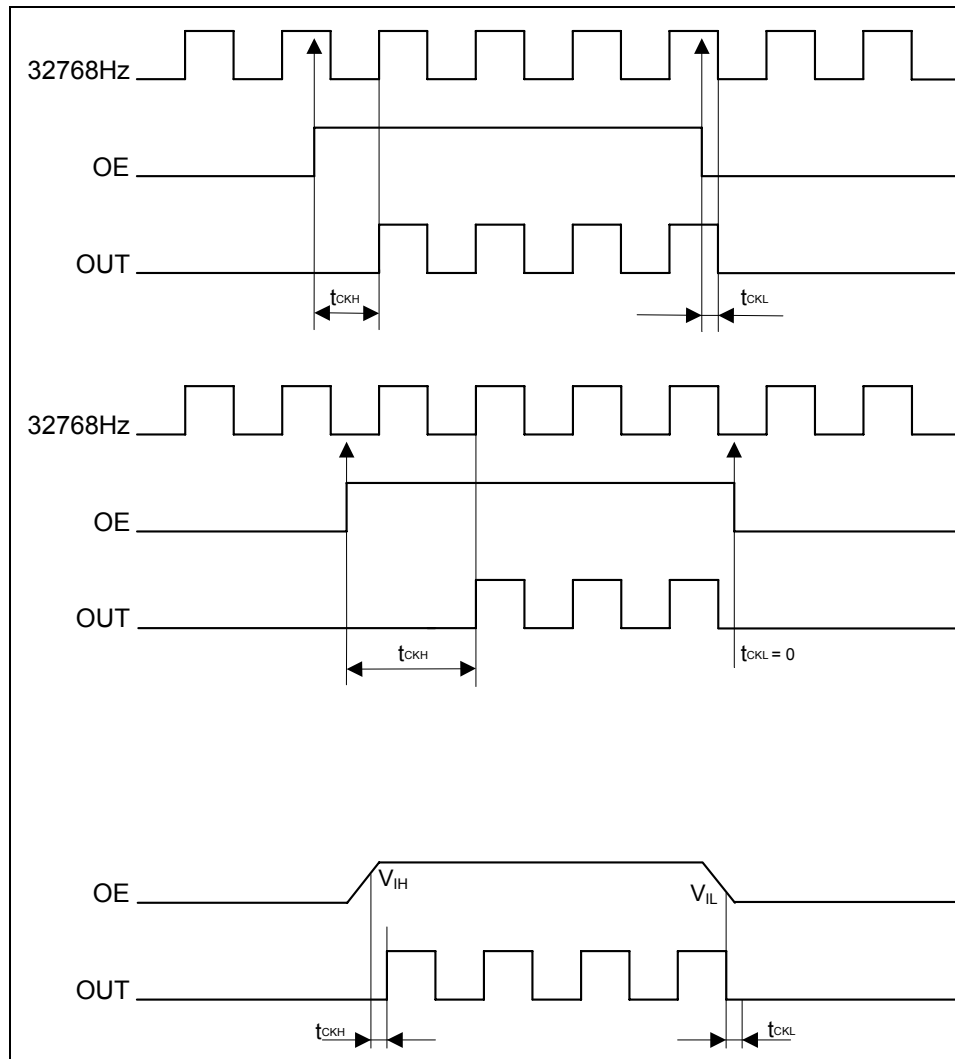 32768Hz
OE
OUT
tCKH
tCKL
32768Hz
OE
OUT
tCKH
tCKL = 0
OE
VIH
VIL
OUT
tCKH
tCKL